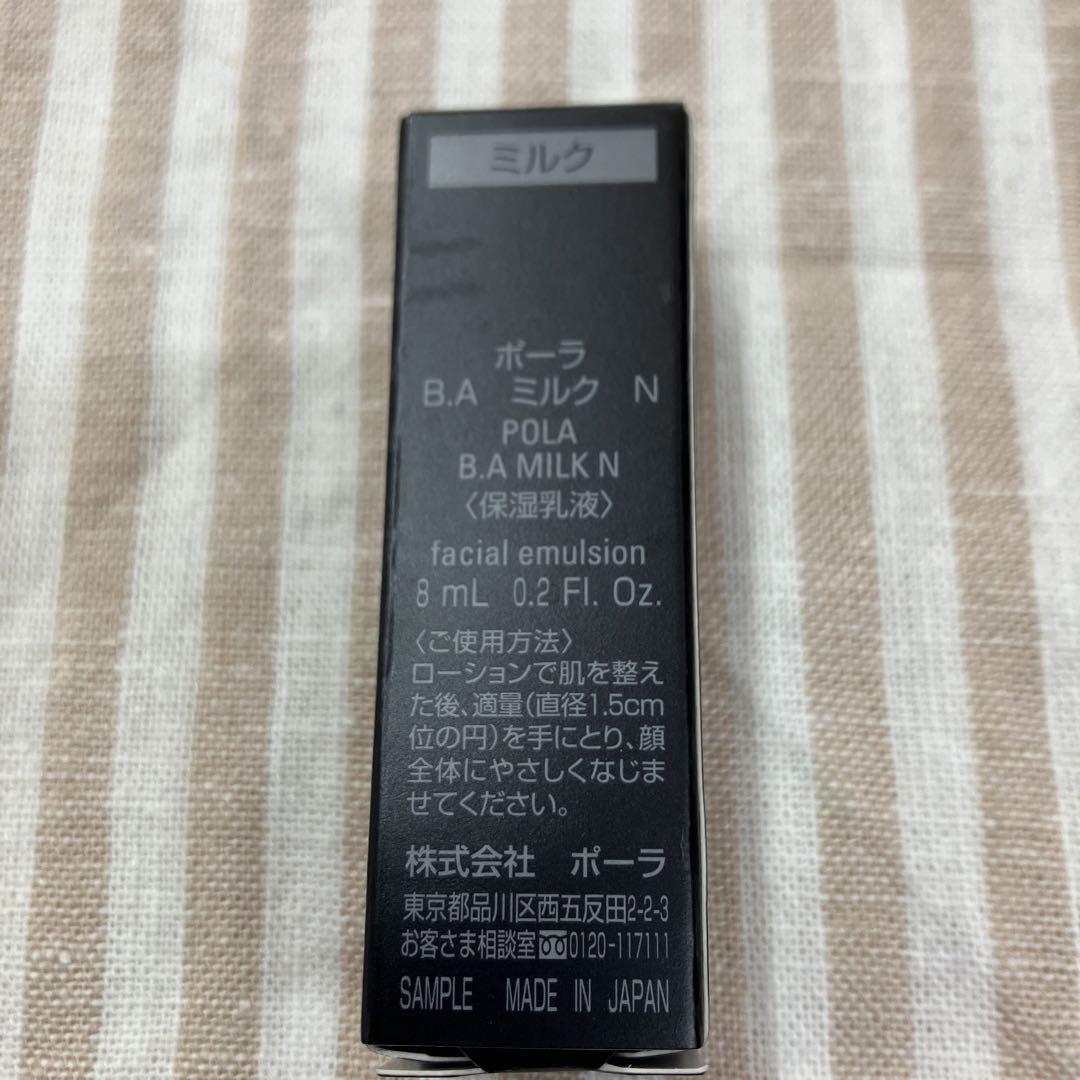 ミルク
ポーラ
B.A ミルク N
POLA
B.A MILK N
〈保湿乳液〉
facial emulsion
8 mL 0.2 Fl. Oz.
〈ご使用方法〉
ローションで肌を整え
た後、適量(直径1.5cm
位の円)を手にとり、顔
全体にやさしくなじま
せてください。
株式会社 ポーラ
東京都品川区西五反田2-2-3
お客さま相談室0120-117111
SAMPLE MADE IN JAPAN